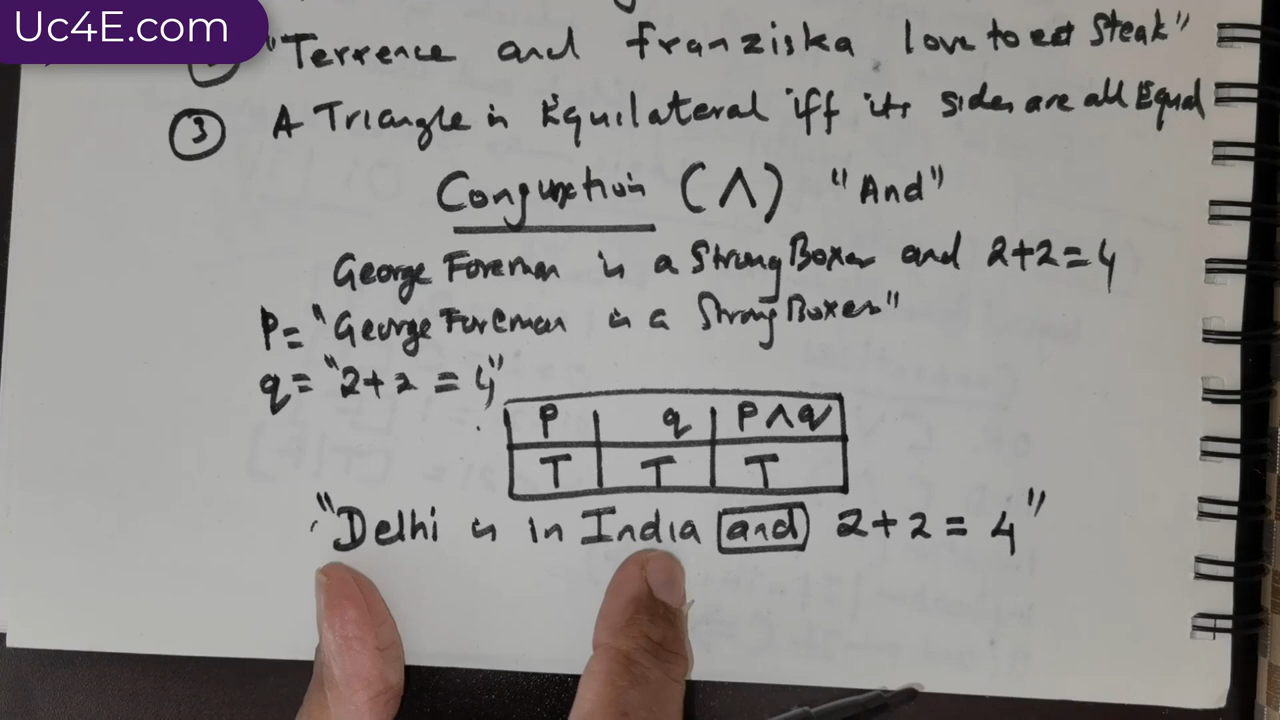 Uc4E.com
"Terrence and franziska love to eat Steak"
③ A Triangle is Equilateral iff its sides are all Equal
Conjunction (∧) "And"
George Foreman is a Strong Boxer and 2+2=4
P= "George Foreman is a Strong Boxer"
q= "2+2 = 4"
P q P∧q
T T T
"Delhi is in India and 2+2=4"